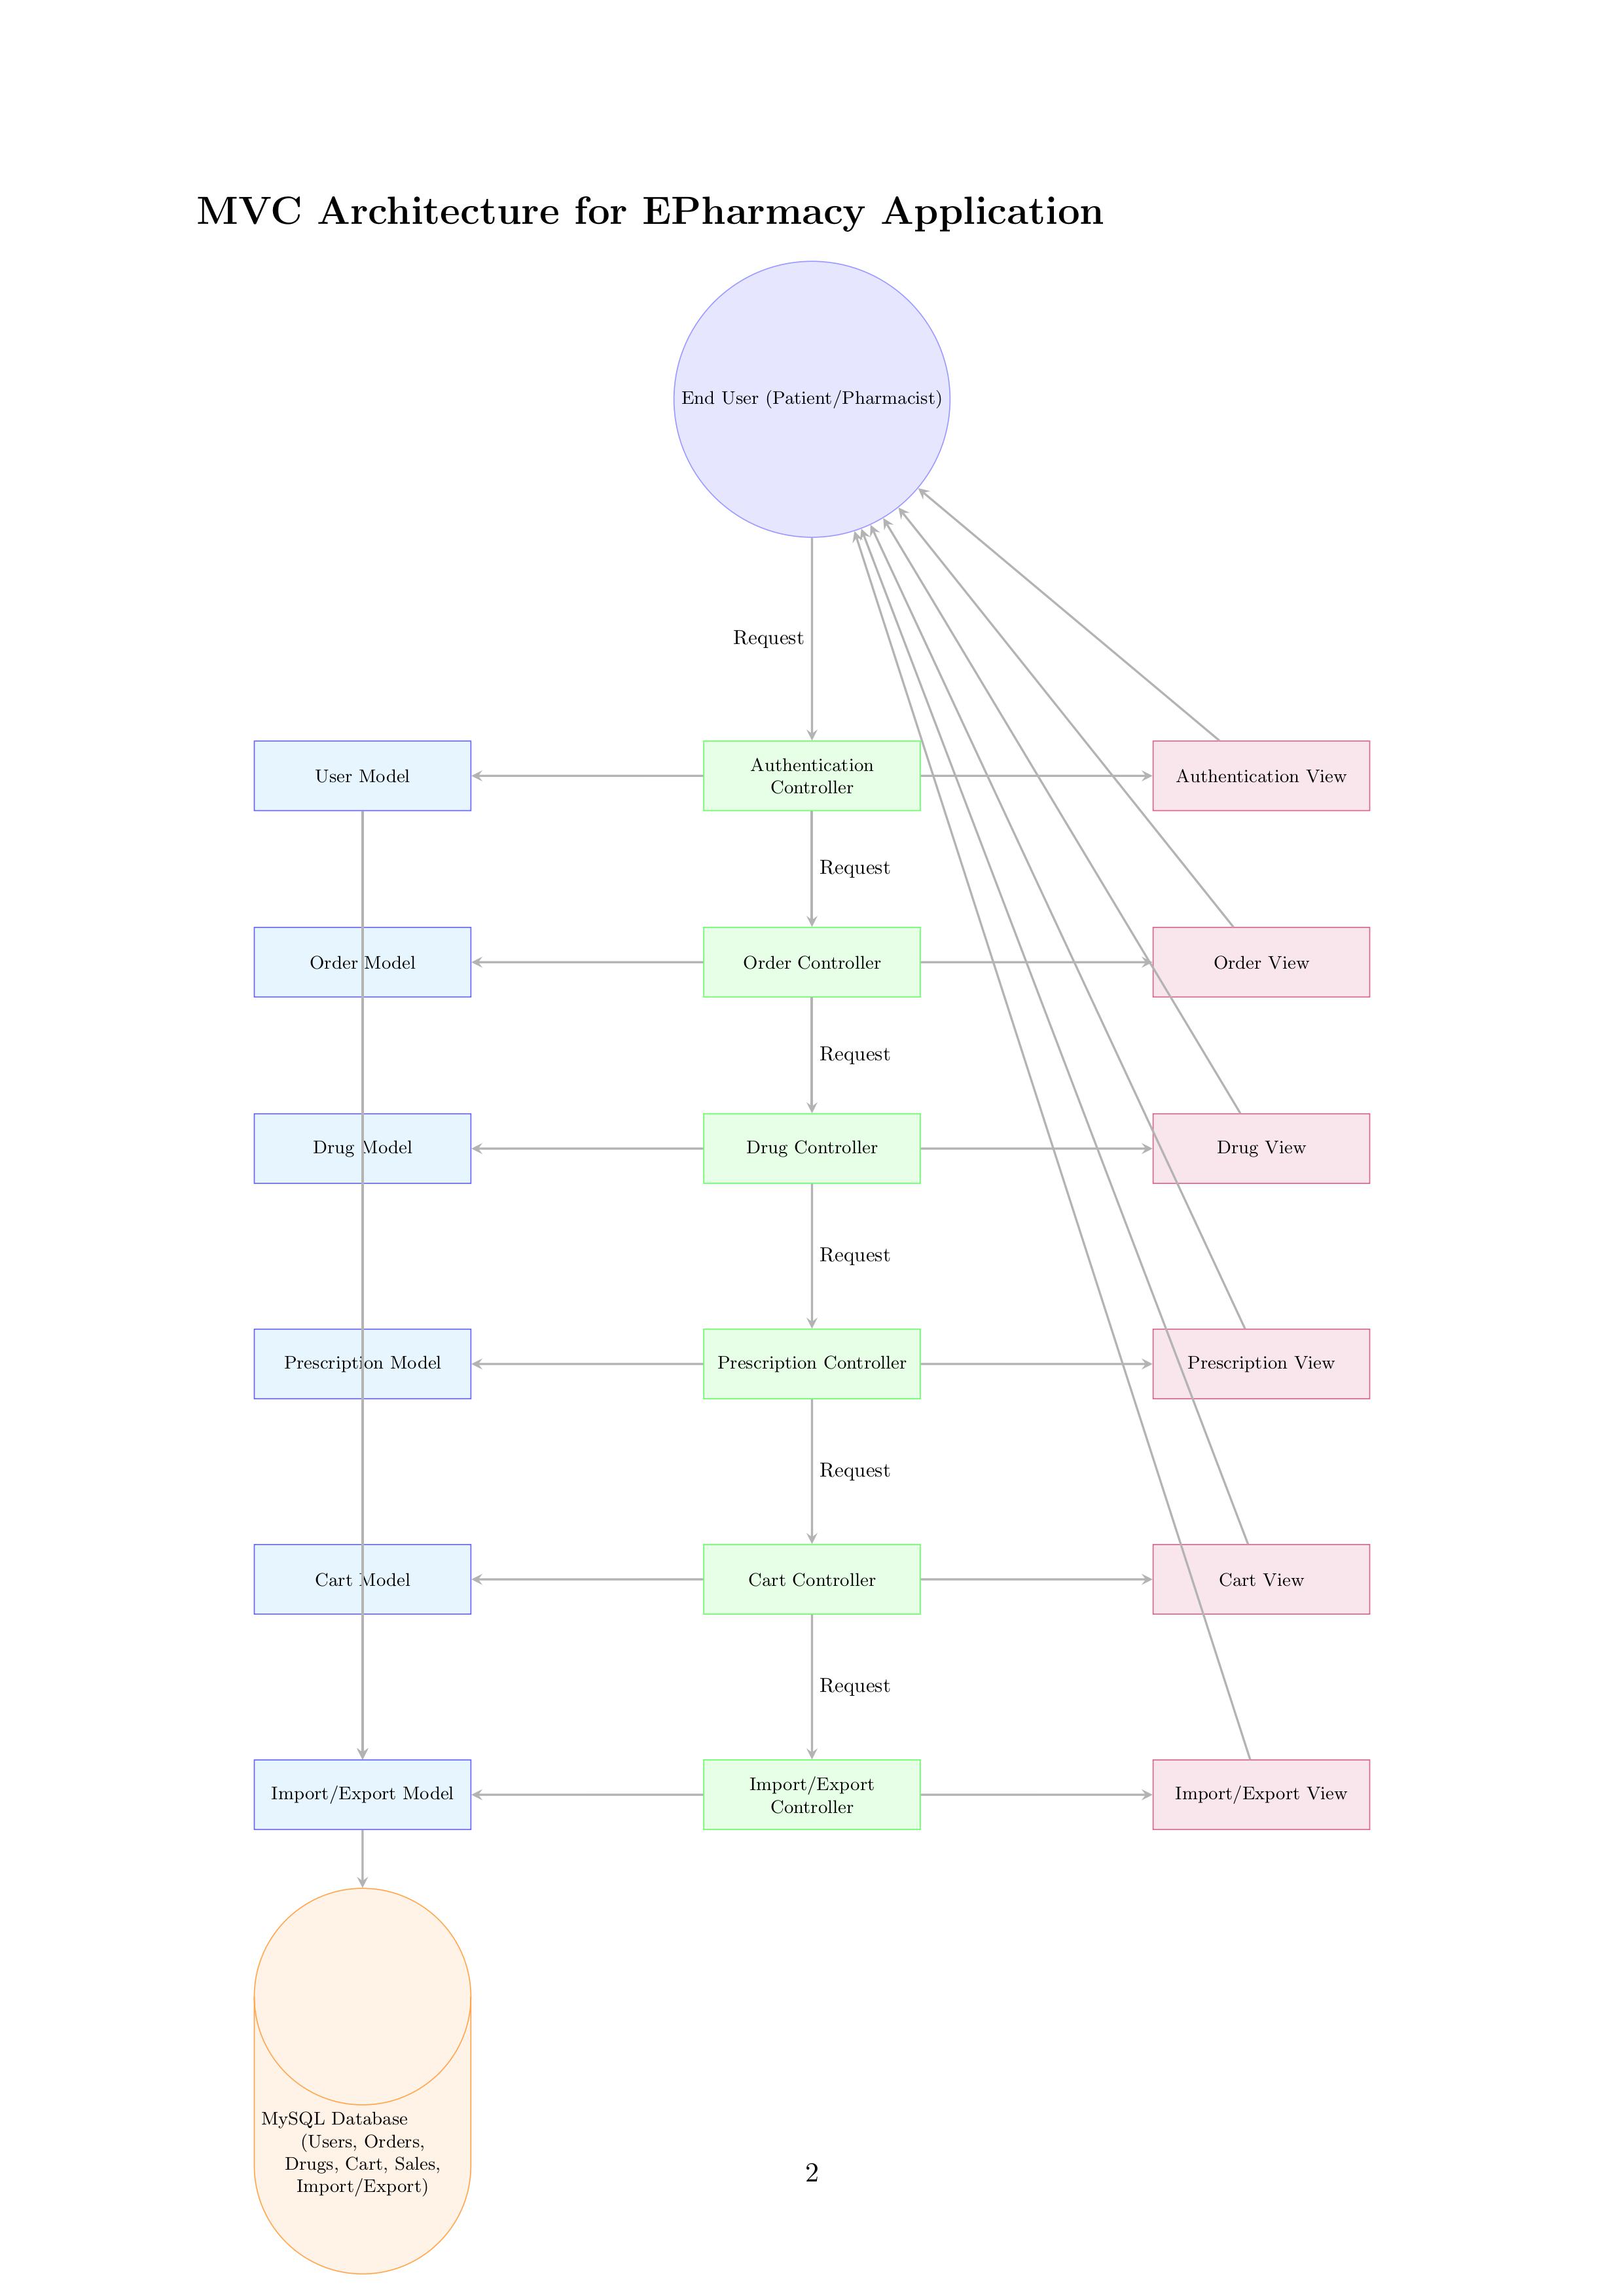 MVC Architecture for EPharmacy Application
End User (Patient/Pharmacist)
Request
User Model
Authentication
Controller
Authentication View
Request
Order Model
Order Controller
Order View
Request
Drug Model
Drug Controller
Drug View
Request
Prescription Model
Prescription Controller
Prescription View
Request
Cart Model
Cart Controller
Cart View
Request
Import/Export Model
Import/Export
Controller
Import/Export View
MySQL Database
(Users, Orders,
Drugs, Cart, Sales,
Import/Export)
2